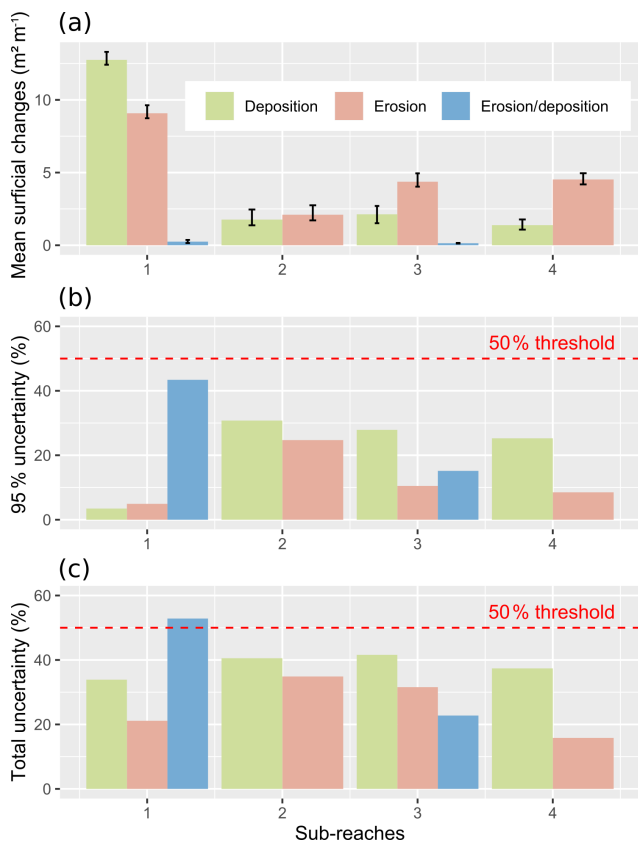 (a)
Mean surficial changes (m² m⁻¹)
10
5
0
Deposition
Erosion
Erosion/deposition
1 2 3 4
(b)
95 % uncertainty (%)
60
40
20
0
50 % threshold
1 2 3 4
(c)
Total uncertainty (%)
60
40
20
0
50 % threshold
1 2 3 4
Sub-reaches